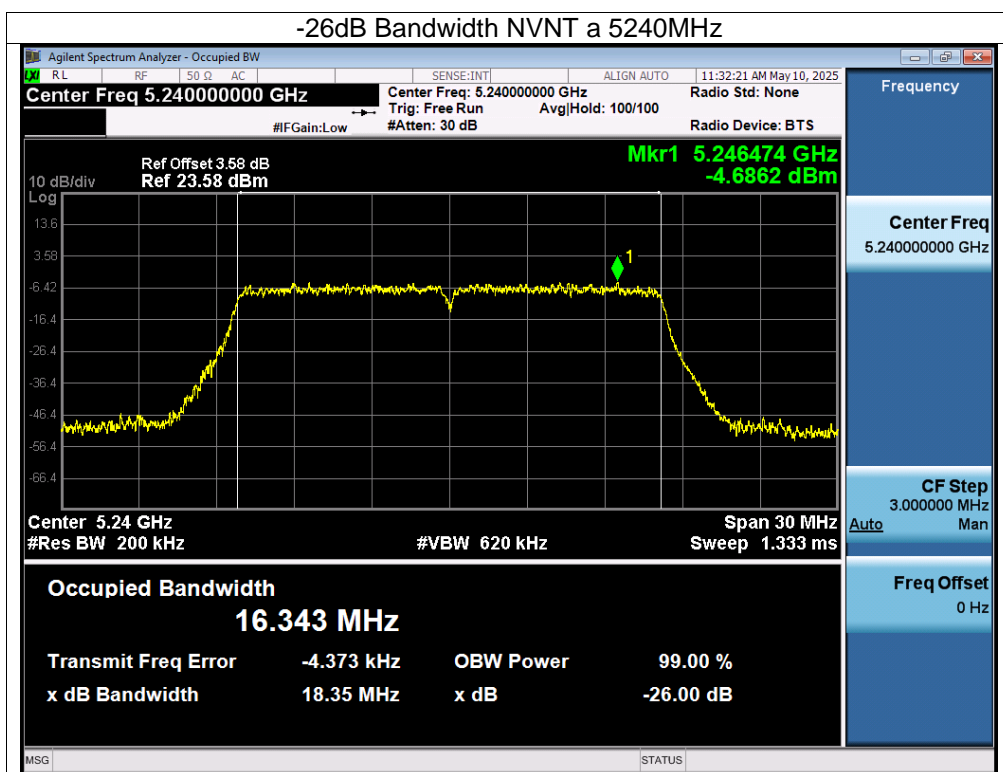 -26dB Bandwidth NVNT a 5240MHz
Agilent Spectrum Analyzer - Occupied BW
LXI RL RF 50 Ω AC SENSE:INT ALIGN AUTO 11:32:21 AM May 10, 2025
Center Freq 5.240000000 GHz
Center Freq: 5.240000000 GHz Radio Std: None
Trig: Free Run Avg|Hold: 100/100
#IFGain:Low #Atten: 30 dB Radio Device: BTS
Ref Offset 3.58 dB
10 dB/div Ref 23.58 dBm
Mkr1 5.246474 GHz
-4.6862 dBm
Log
13.6
3.58
-6.42
-16.4
-26.4
-36.4
-46.4
-56.4
-66.4
1
Center 5.24 GHz Span 30 MHz
#Res BW 200 kHz #VBW 620 kHz Sweep 1.333 ms
Occupied Bandwidth
16.343 MHz
Transmit Freq Error -4.373 kHz OBW Power 99.00 %
x dB Bandwidth 18.35 MHz x dB -26.00 dB
Frequency
Center Freq
5.240000000 GHz
CF Step
3.000000 MHz
Auto Man
Freq Offset
0 Hz
MSG STATUS